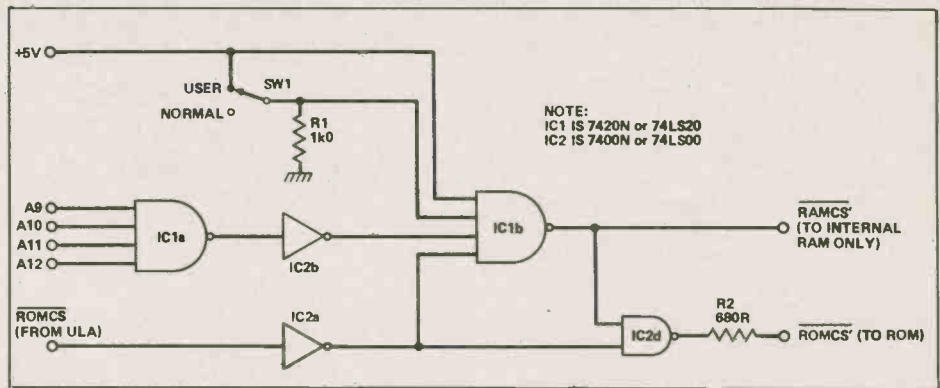 +5V
USER
SW1
NORMAL
R1
1k0
NOTE:
IC1 IS 7420N or 74LS20
IC2 IS 7400N or 74LS00
A9
A10
A11
A12
IC1a
IC2b
IC1b
RAMCS'
(TO INTERNAL
RAM ONLY)
ROMCS
(FROM ULA)
IC2a
IC2d
R2
680R
ROMCS' (TO ROM)